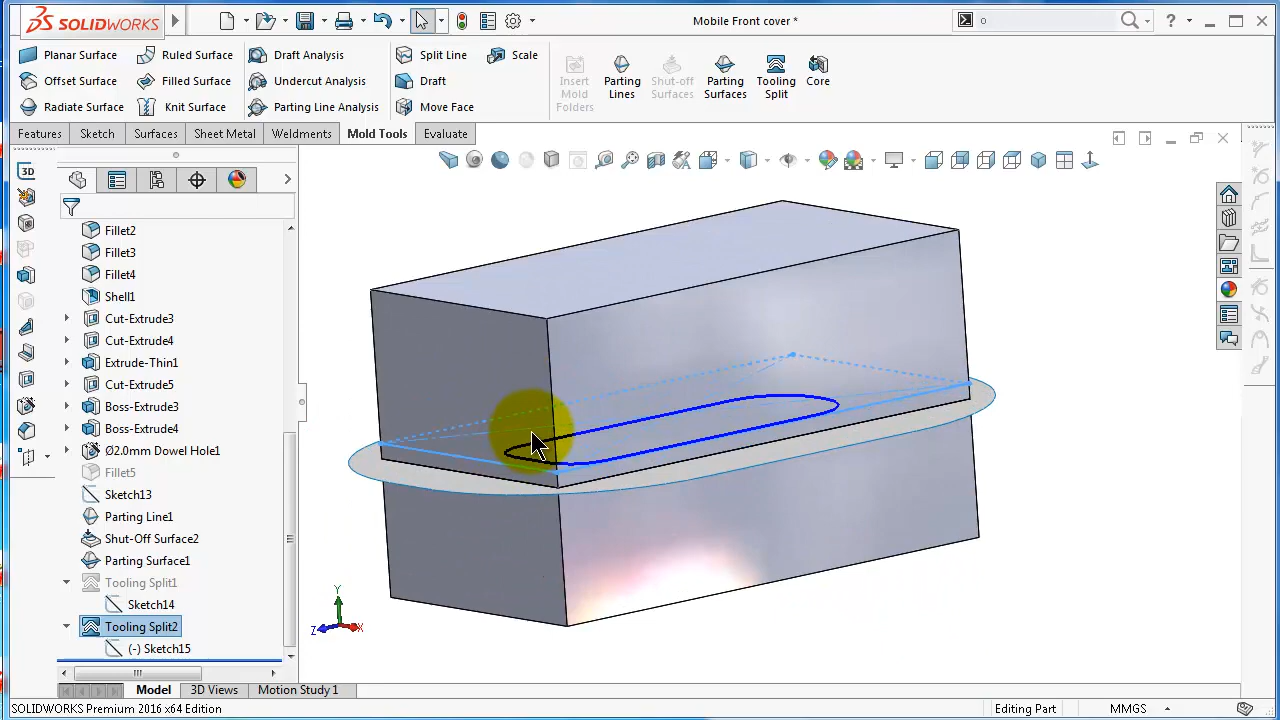 SOLIDWORKS
Mobile Front cover *
o
?
Planar Surface
Ruled Surface
Draft Analysis
Split Line
Scale
Offset Surface
Filled Surface
Undercut Analysis
Draft
Radiate Surface
Knit Surface
Parting Line Analysis
Move Face
Insert
Mold
Folders
Parting
Lines
Shut-off
Surfaces
Parting
Surfaces
Tooling
Split
Core
Features
Sketch
Surfaces
Sheet Metal
Weldments
Mold Tools
Evaluate
3D
Fillet2
Fillet3
Fillet4
Shell1
Cut-Extrude3
Cut-Extrude4
Extrude-Thin1
Cut-Extrude5
Boss-Extrude3
Boss-Extrude4
Ø2.0mm Dowel Hole1
Fillet5
Sketch13
Parting Line1
Shut-Off Surface2
Parting Surface1
Tooling Split1
Sketch14
Tooling Split2
(-) Sketch15
Y
Z
X
Model
3D Views
Motion Study 1
SOLIDWORKS Premium 2016 x64 Edition
Editing Part
MMGS